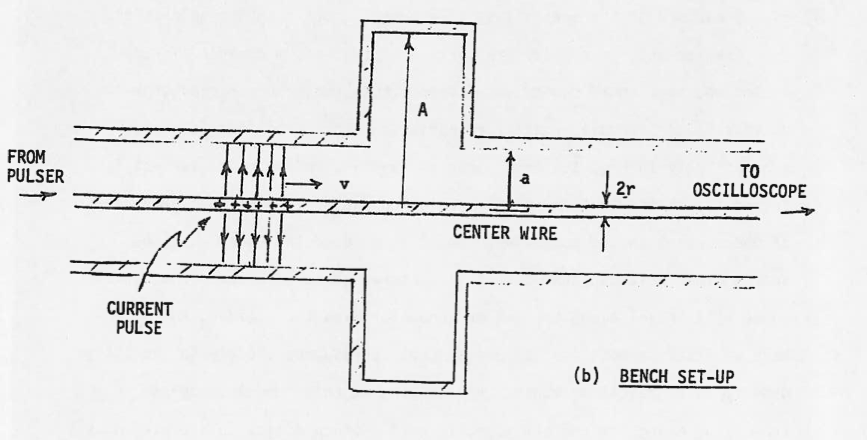 A
FROM
PULSER
v
a
2r
TO
OSCILLOSCOPE
CENTER WIRE
CURRENT
PULSE
(b) BENCH SET-UP